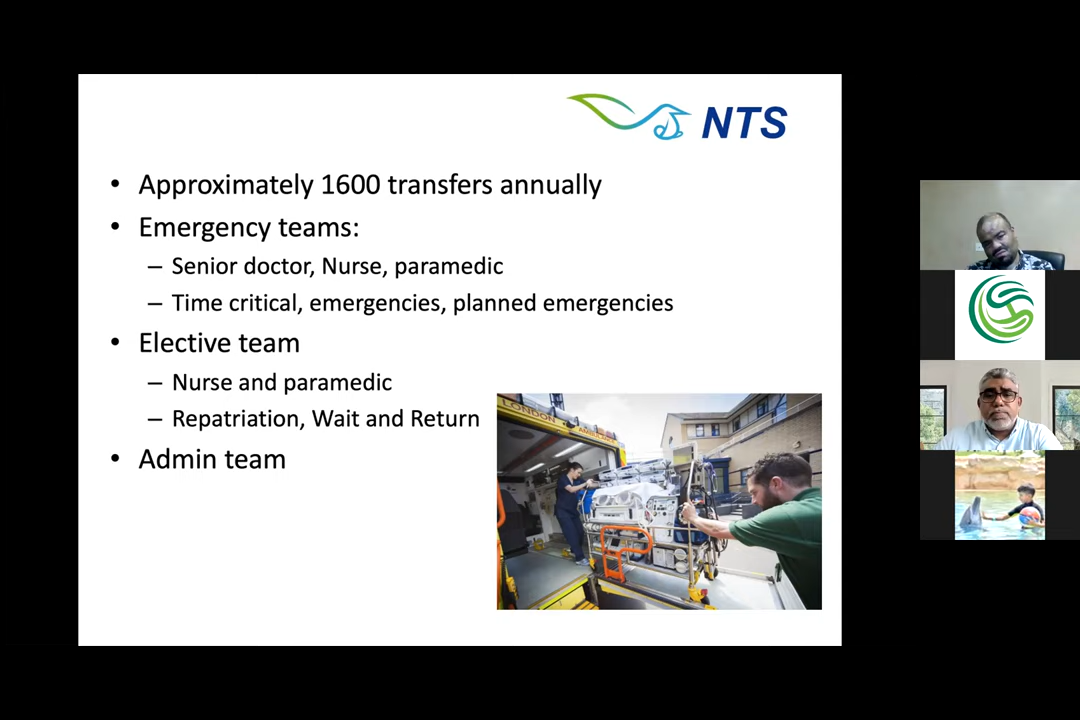 NTS
• Approximately 1600 transfers annually
• Emergency teams:
– Senior doctor, Nurse, paramedic
– Time critical, emergencies, planned emergencies
• Elective team
– Nurse and paramedic
– Repatriation, Wait and Return
• Admin team
LONDON